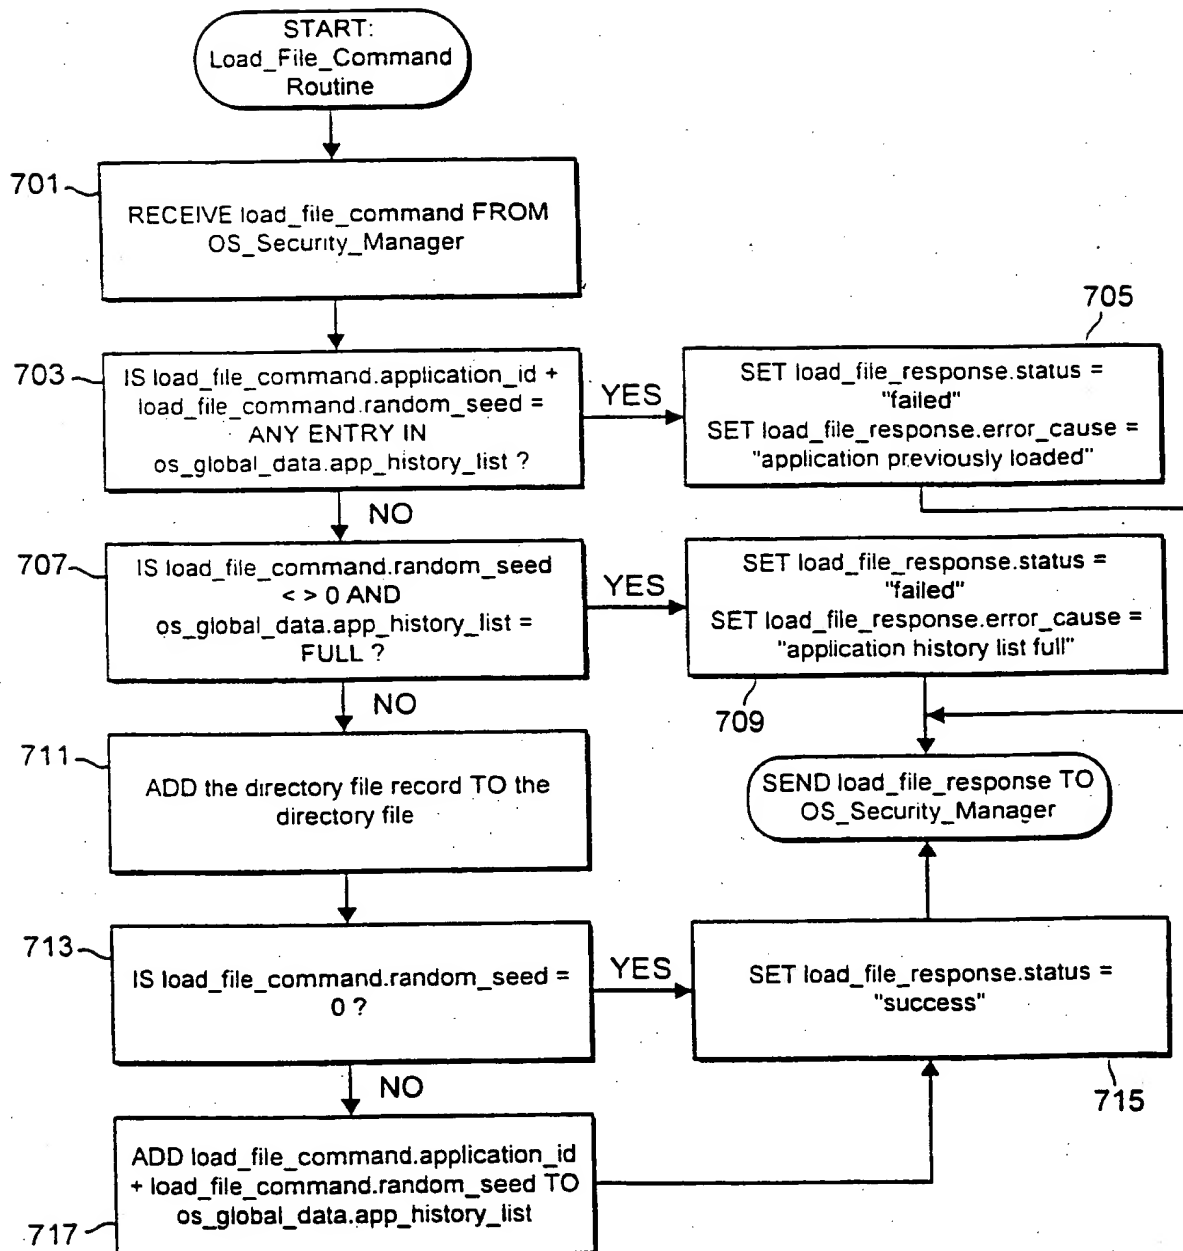 START:
Load_File_Command
Routine
701
RECEIVE load_file_command FROM
OS_Security_Manager
705
703
IS load_file_command.application_id +
load_file_command.random_seed =
ANY ENTRY IN
os_global_data.app_history_list ?
YES
SET load_file_response.status =
"failed"
SET load_file_response.error_cause =
"application previously loaded"
NO
707
IS load_file_command.random_seed
< > 0 AND
os_global_data.app_history_list =
FULL ?
YES
SET load_file_response.status =
"failed"
SET load_file_response.error_cause =
"application history list full"
NO
709
711
ADD the directory file record TO the
directory file
SEND load_file_response TO
OS_Security_Manager
713
IS load_file_command.random_seed =
0 ?
YES
SET load_file_response.status =
"success"
NO
715
ADD load_file_command.application_id
+ load_file_command.random_seed TO
os_global_data.app_history_list
717